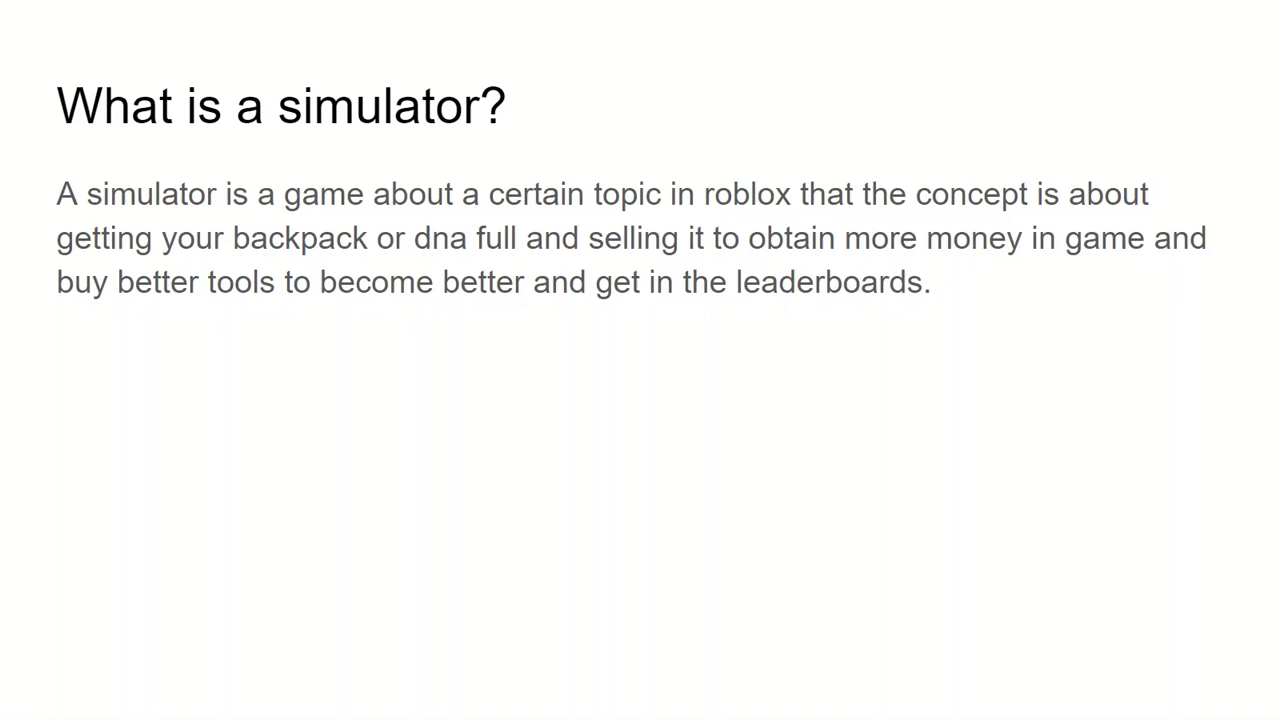 What is a simulator?
A simulator is a game about a certain topic in roblox that the concept is about
getting your backpack or dna full and selling it to obtain more money in game and
buy better tools to become better and get in the leaderboards.